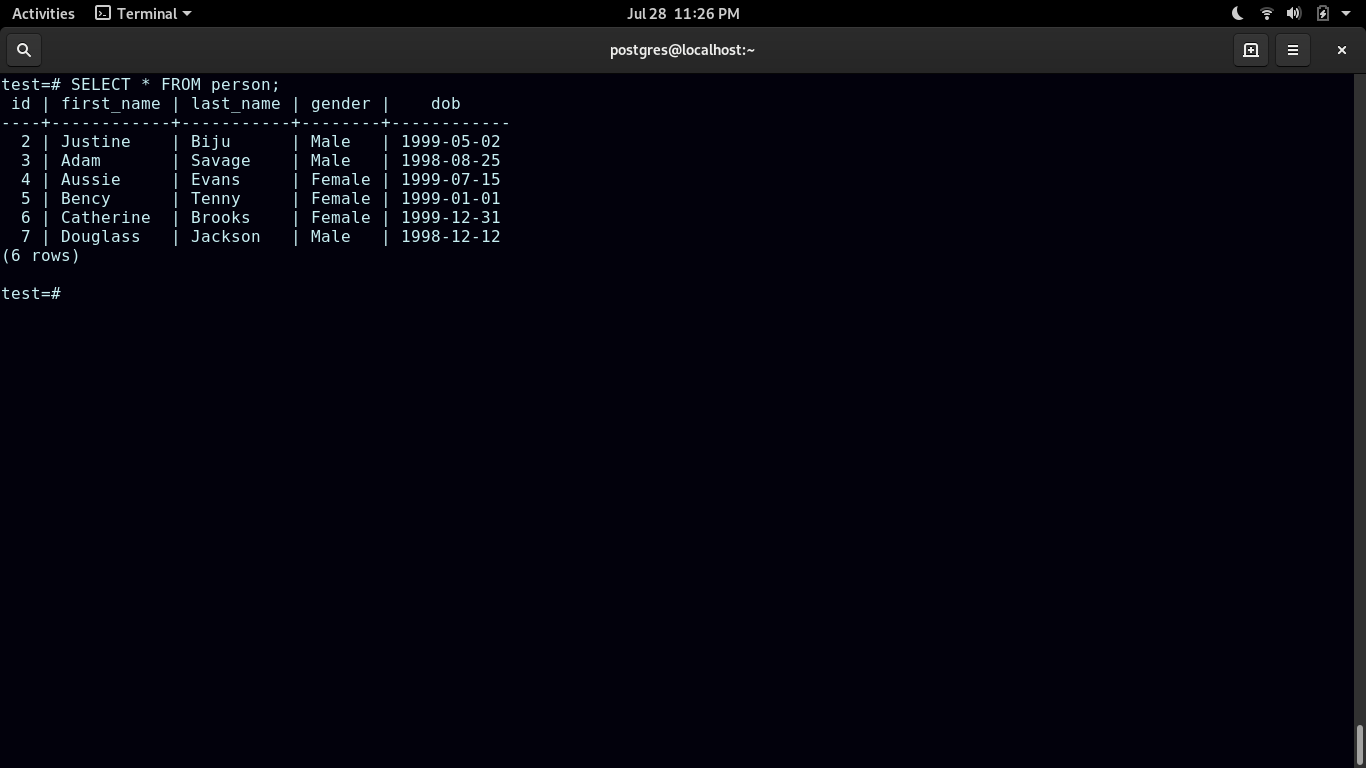 Activities Terminal Jul 28 11:26 PM
postgres@localhost:~
test=# SELECT * FROM person;
 id | first_name | last_name | gender |    dob
----+------------+-----------+--------+------------
  2 | Justine    | Biju      | Male   | 1999-05-02
  3 | Adam       | Savage    | Male   | 1998-08-25
  4 | Aussie     | Evans     | Female | 1999-07-15
  5 | Bency      | Tenny     | Female | 1999-01-01
  6 | Catherine  | Brooks    | Female | 1999-12-31
  7 | Douglass   | Jackson   | Male   | 1998-12-12
(6 rows)
test=#